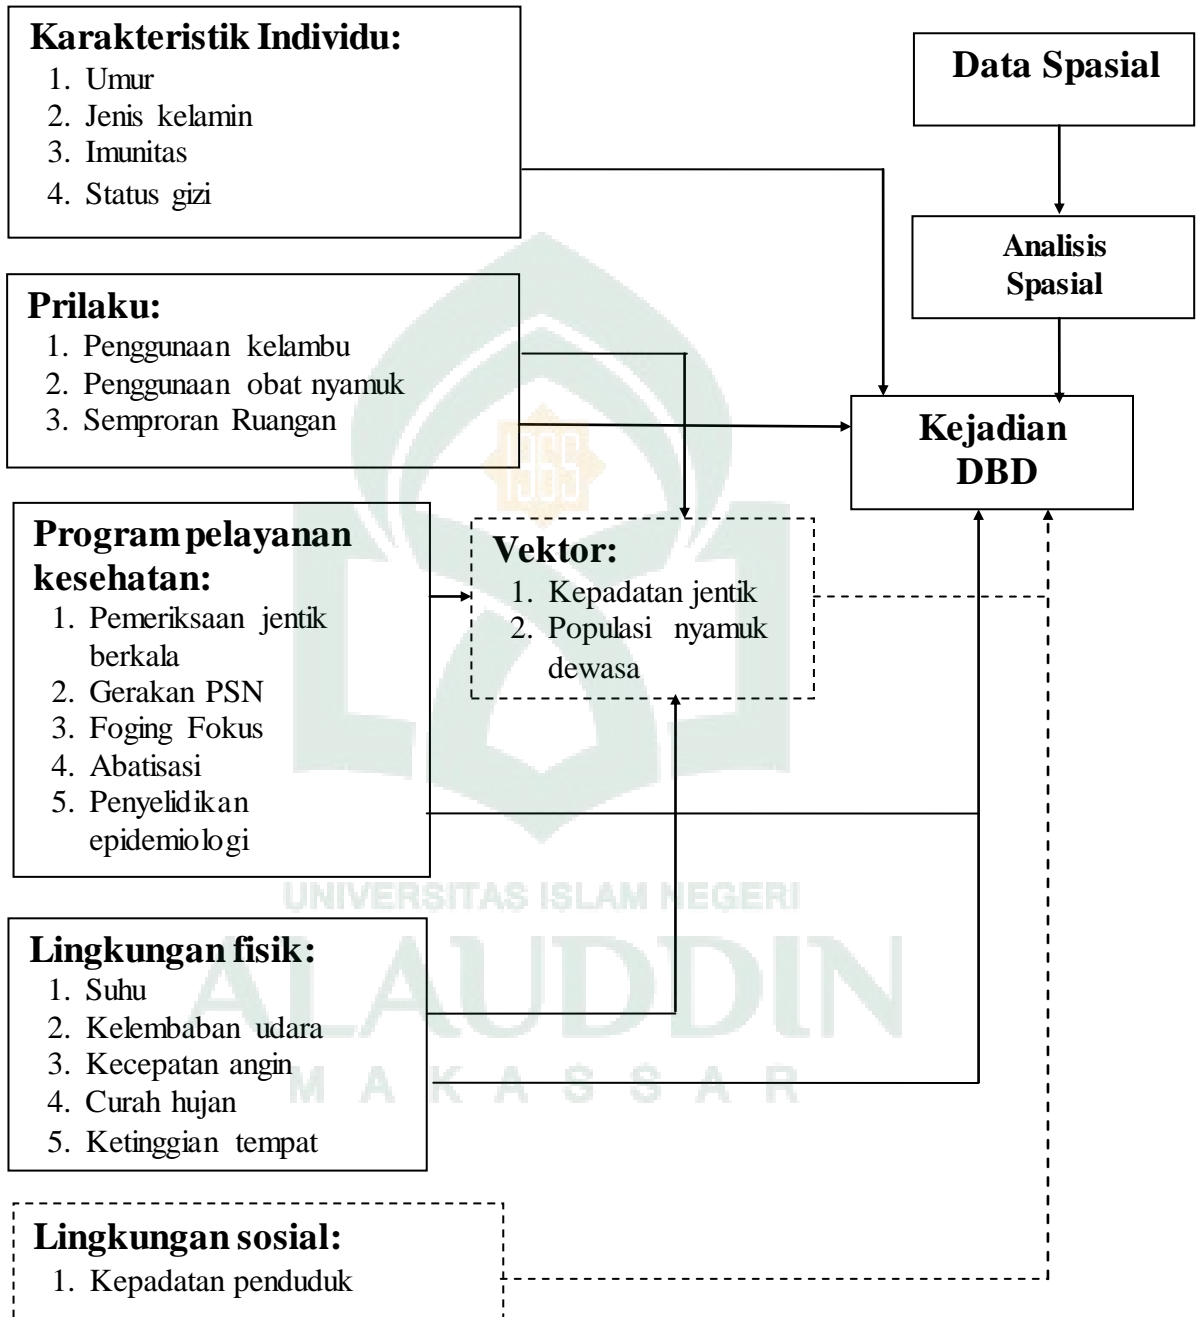 Karakteristik Individu:
1. Umur
2. Jenis kelamin
3. Imunitas
4. Status gizi
Data Spasial
Analisis
Spasial
Prilaku:
1. Penggunaan kelambu
2. Penggunaan obat nyamuk
3. Semproran Ruangan
Kejadian
DBD
Program pelayanan
kesehatan:
1. Pemeriksaan jentik
berkala
2. Gerakan PSN
3. Foging Fokus
4. Abatisasi
5. Penyelidikan
epidemiologi
Vektor:
1. Kepadatan jentik
2. Populasi nyamuk
dewasa
1965
UNIVERSITAS ISLAM NEGERI
ALAUDDIN
MAKASSAR
Lingkungan fisik:
1. Suhu
2. Kelembaban udara
3. Kecepatan angin
4. Curah hujan
5. Ketinggian tempat
Lingkungan sosial:
1. Kepadatan penduduk